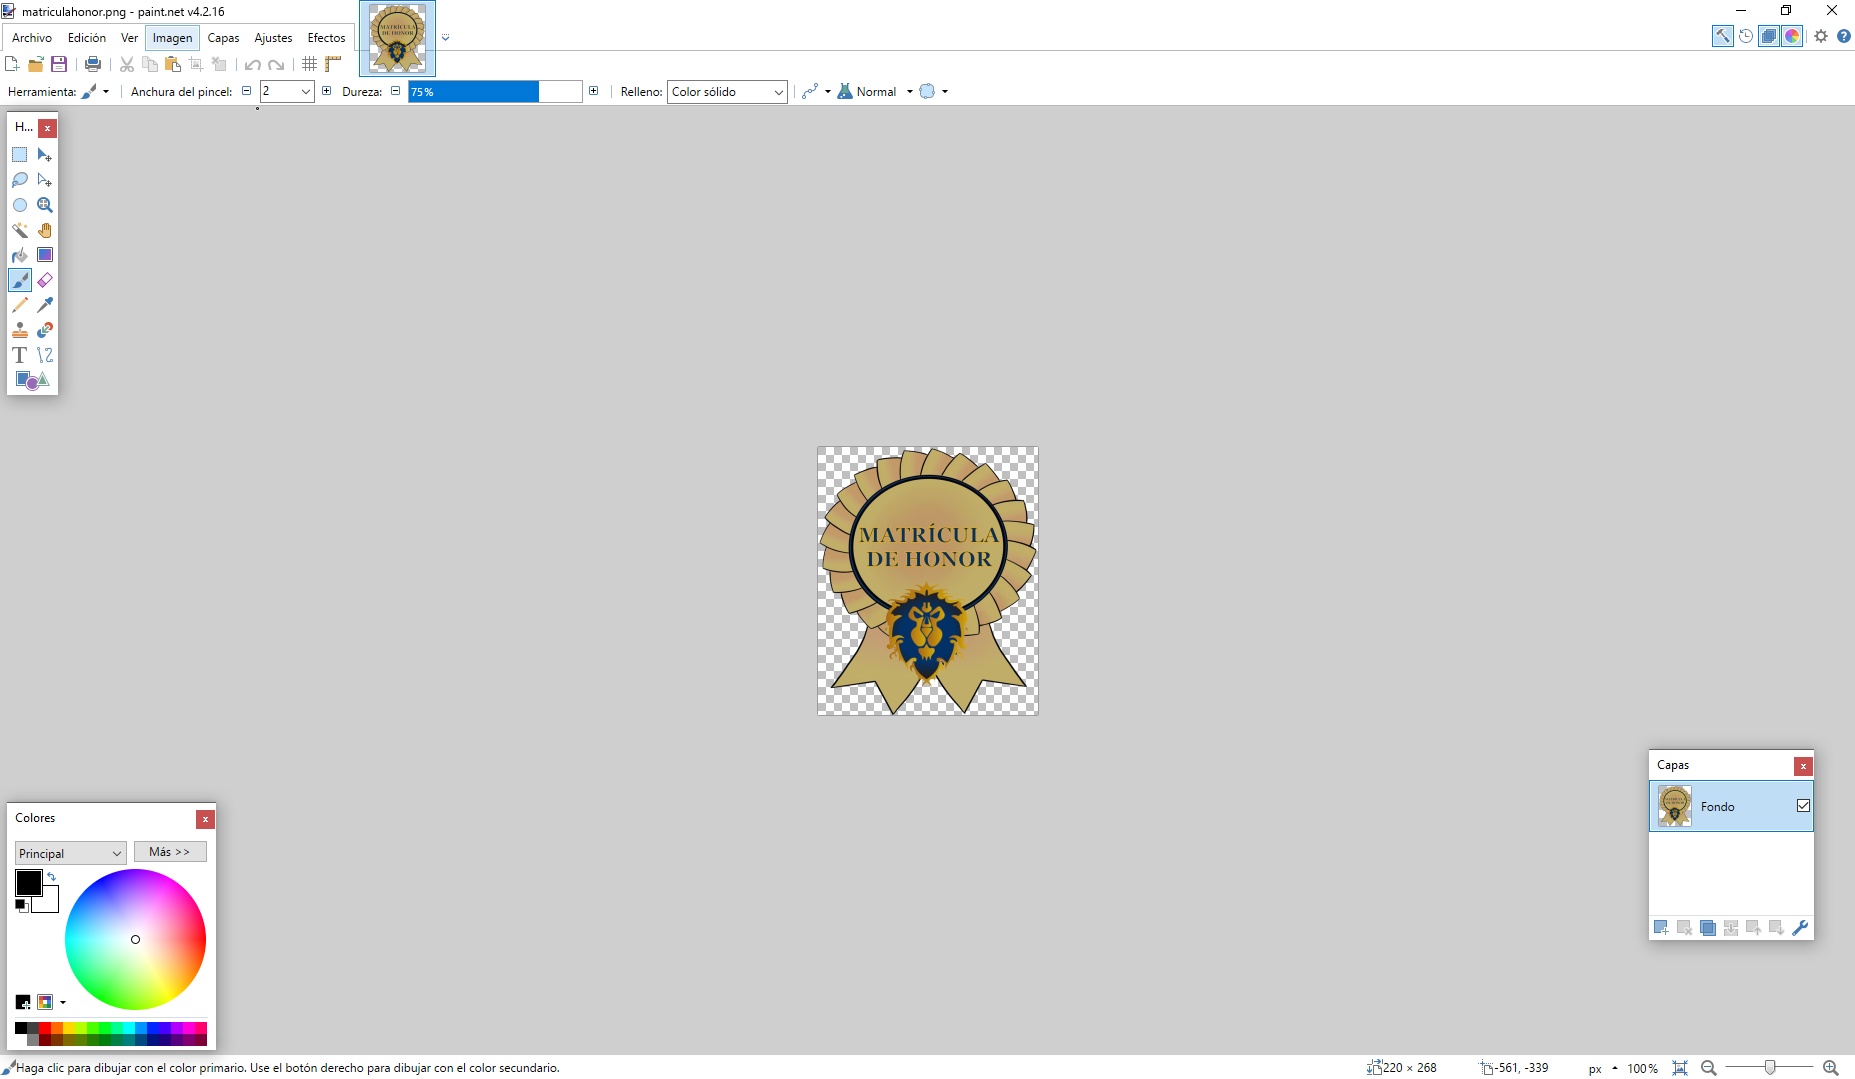 matriculahonor.png - paint.net v4.2.16
Archivo Edición Ver Imagen Capas Ajustes Efectos
Herramienta: Anchura del pincel: 2 Dureza: 75% Relleno: Color sólido Normal
H...
MATRÍCULA
DE HONOR
Capas
Fondo
Colores
Principal Más >>
Haga clic para dibujar con el color primario. Use el botón derecho para dibujar con el color secundario. 220 × 268 -561, -339 px 100%